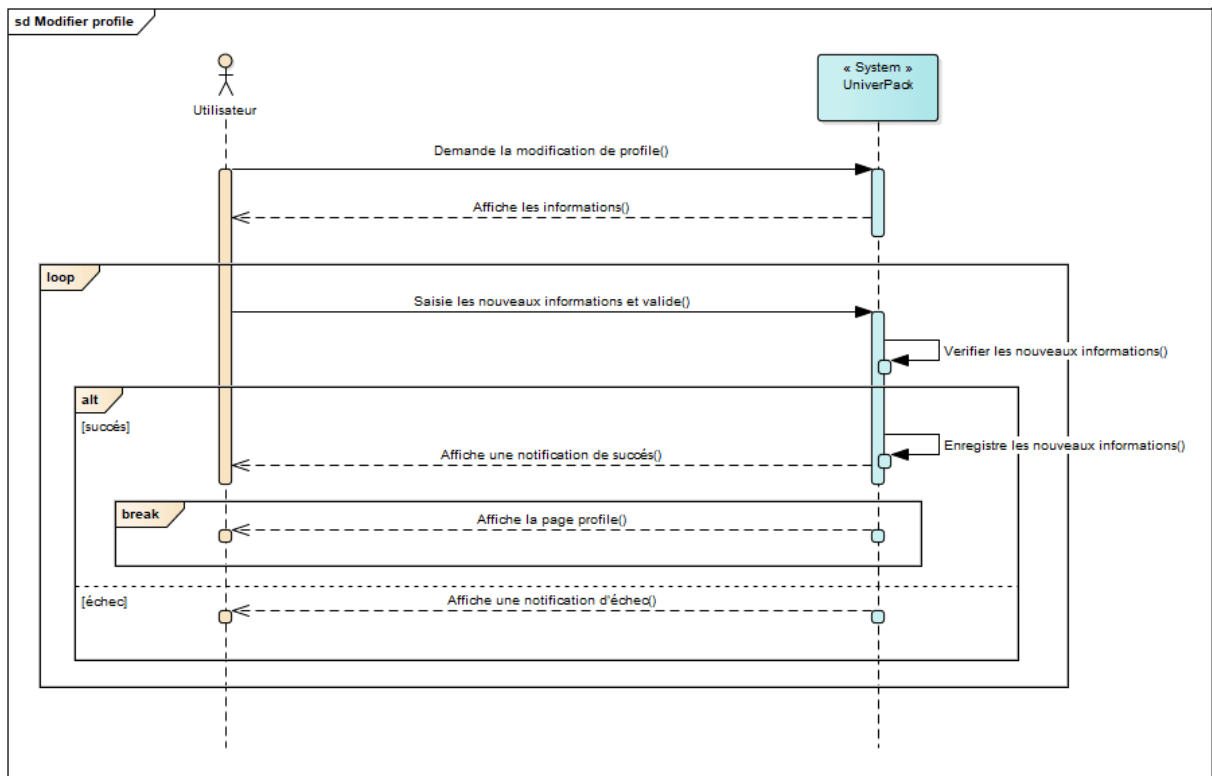 sd Modifier profile
« System »
UniverPack
Utilisateur
Demande la modification de profile()
Affiche les informations()
loop
Saisie les nouveaux informations et valide()
Verifier les nouveaux informations()
alt
[succés]
Enregistre les nouveaux informations()
Affiche une notification de succés()
break
Affiche la page profile()
[échec]
Affiche une notification d'échec()